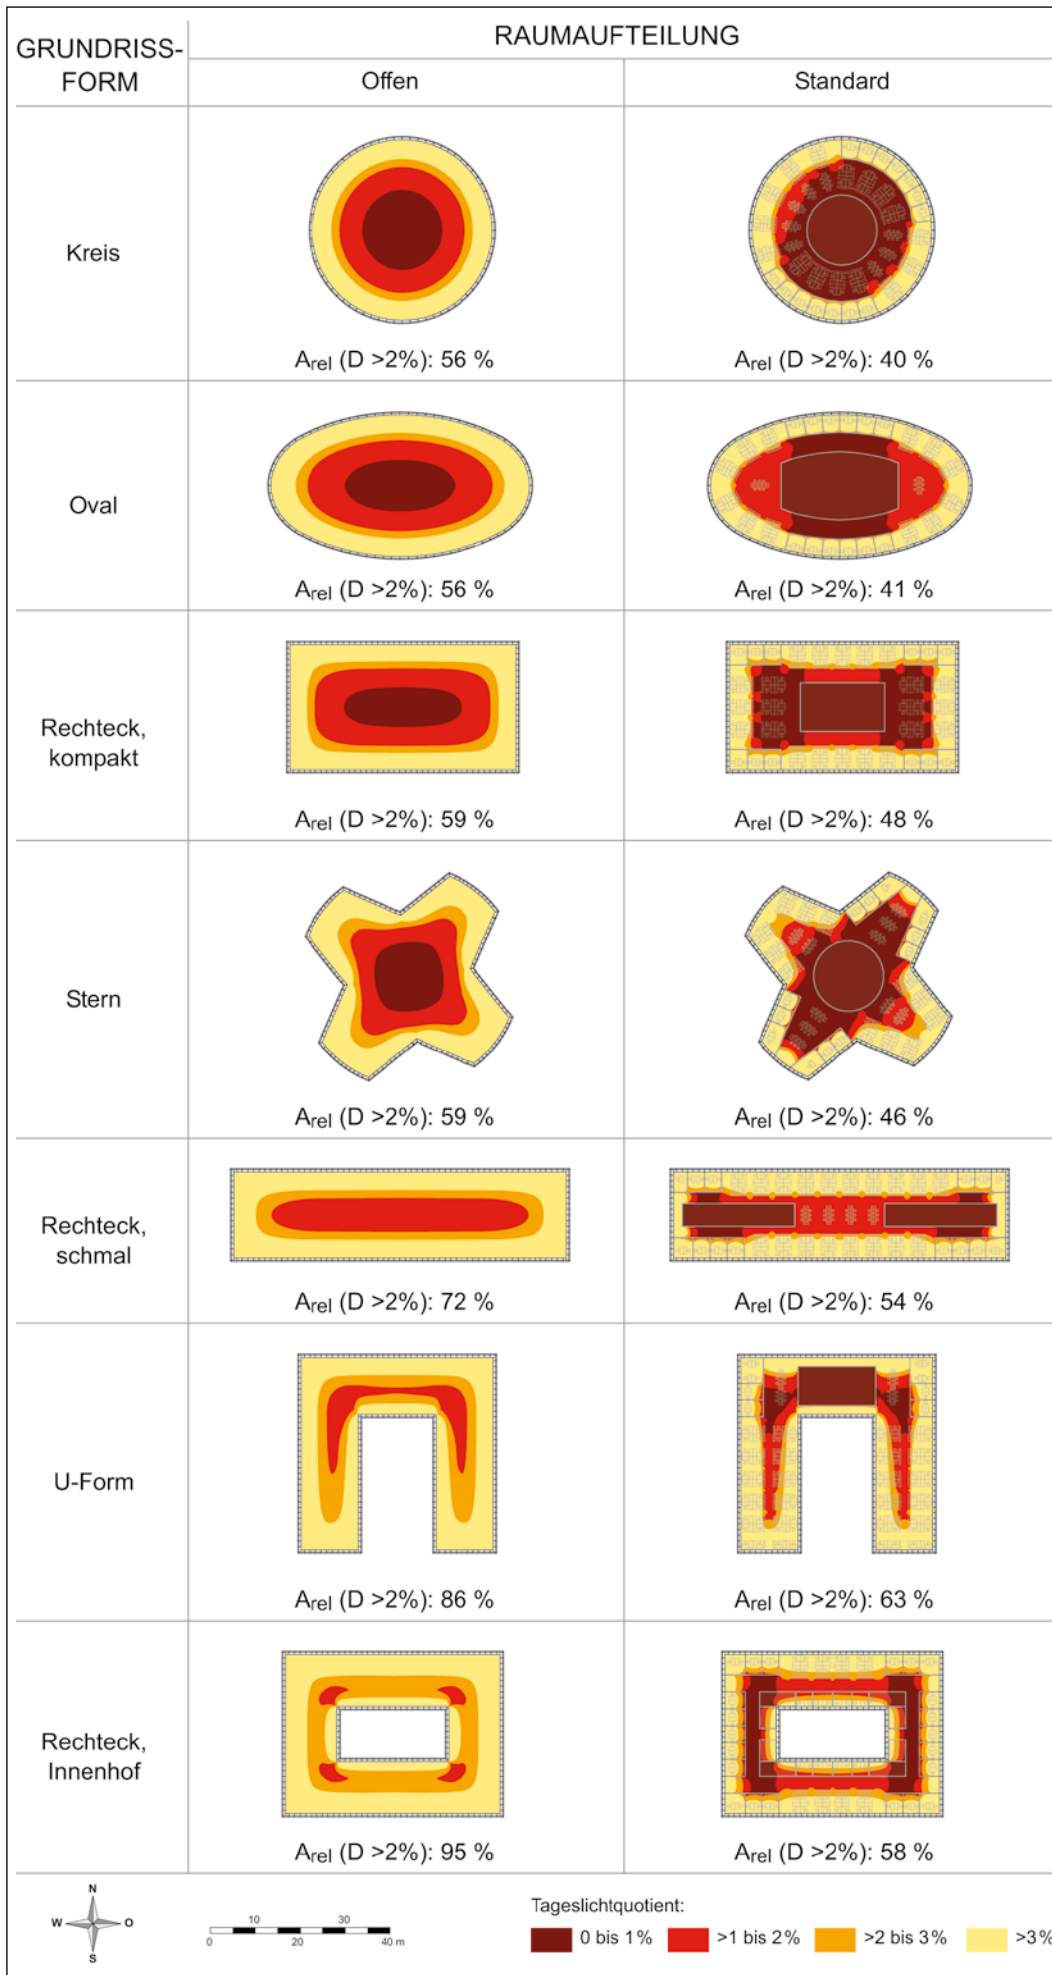 GRUNDRISS-
FORM
RAUMAUFTEILUNG
Offen
Standard
Kreis
Arel (D >2%): 56 %
Arel (D >2%): 40 %
Oval
Arel (D >2%): 56 %
Arel (D >2%): 41 %
Rechteck,
kompakt
Arel (D >2%): 59 %
Arel (D >2%): 48 %
Stern
Arel (D >2%): 59 %
Arel (D >2%): 46 %
Rechteck,
schmal
Arel (D >2%): 72 %
Arel (D >2%): 54 %
U-Form
Arel (D >2%): 86 %
Arel (D >2%): 63 %
Rechteck,
Innenhof
Arel (D >2%): 95 %
Arel (D >2%): 58 %
N
W O
S
10 30
0 20 40 m
Tageslichtquotient:
0 bis 1% >1 bis 2% >2 bis 3% >3%